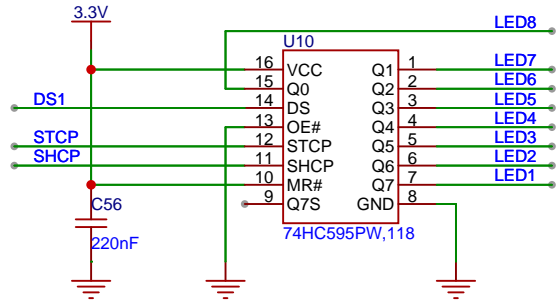 3.3V
LED8
U10
16 VCC Q1 1 LED7
15 Q0 Q2 2 LED6
DS1 14 DS Q3 3 LED5
13 OE# Q4 4 LED4
STCP 12 STCP Q5 5 LED3
SHCP 11 SHCP Q6 6 LED2
10 MR# Q7 7 LED1
C56 9 Q7S GND 8
220nF 74HC595PW,118